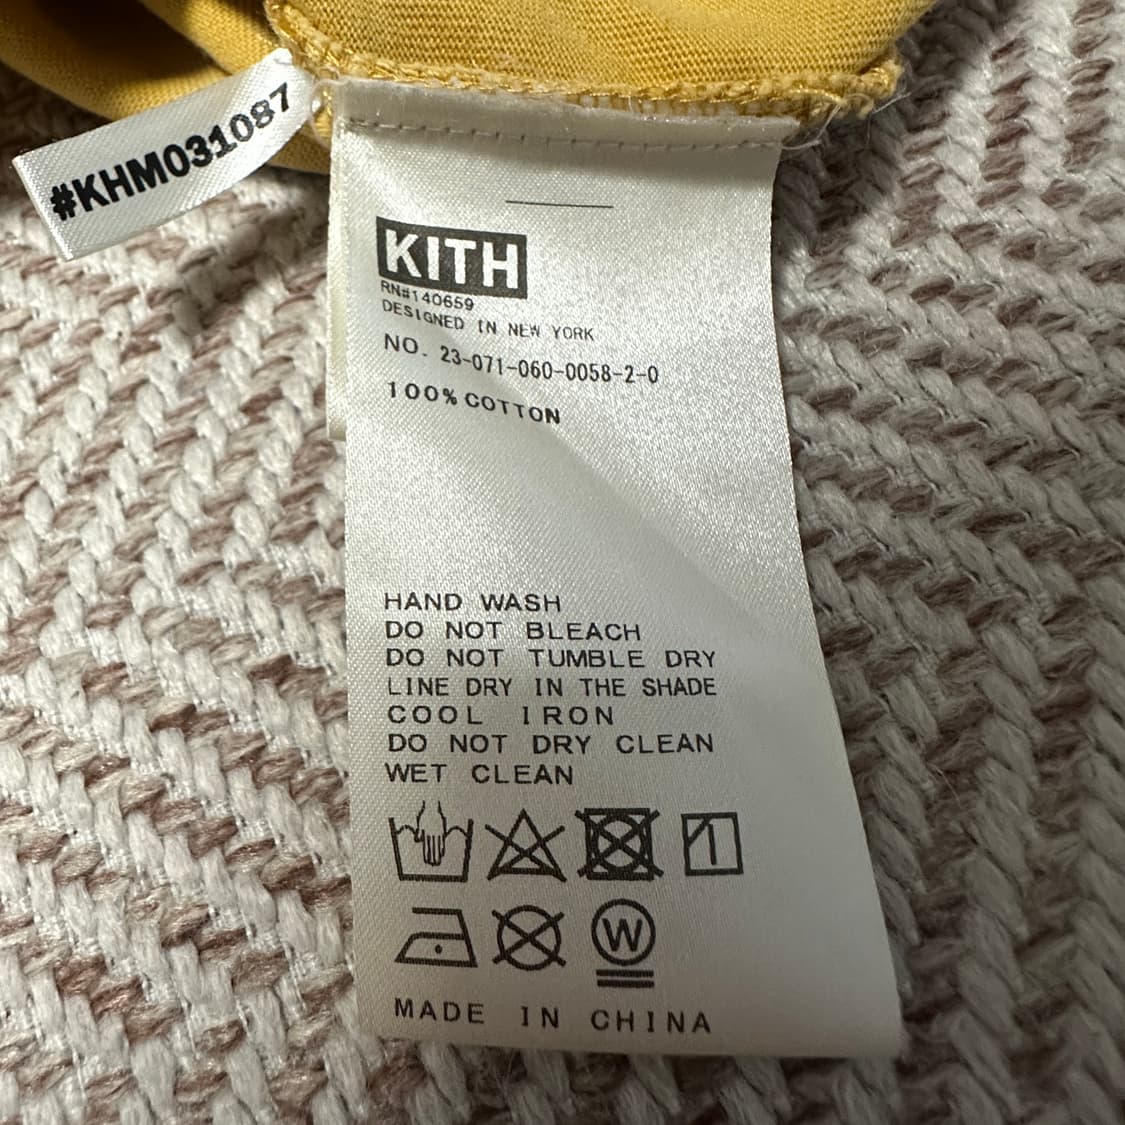 #KHM031087
KITH
RN#140659
DESIGNED IN NEW YORK
NO. 23-071-060-0058-2-0
100% COTTON
HAND WASH
DO NOT BLEACH
DO NOT TUMBLE DRY
LINE DRY IN THE SHADE
COOL IRON
DO NOT DRY CLEAN
WET CLEAN
W
MADE IN CHINA